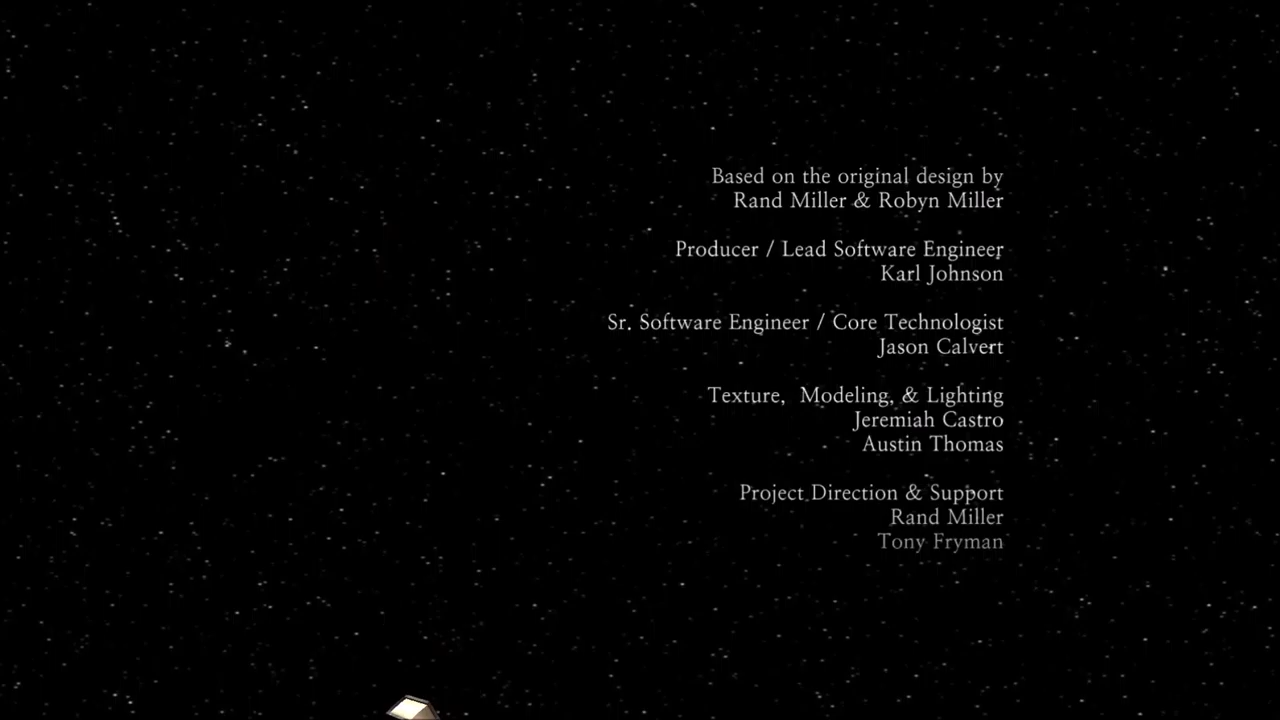 Based on the original design by
Rand Miller & Robyn Miller
Producer / Lead Software Engineer
Karl Johnson
Sr. Software Engineer / Core Technologist
Jason Calvert
Texture,  Modeling, & Lighting
Jeremiah Castro
Austin Thomas
Project Direction & Support
Rand Miller
Tony Fryman